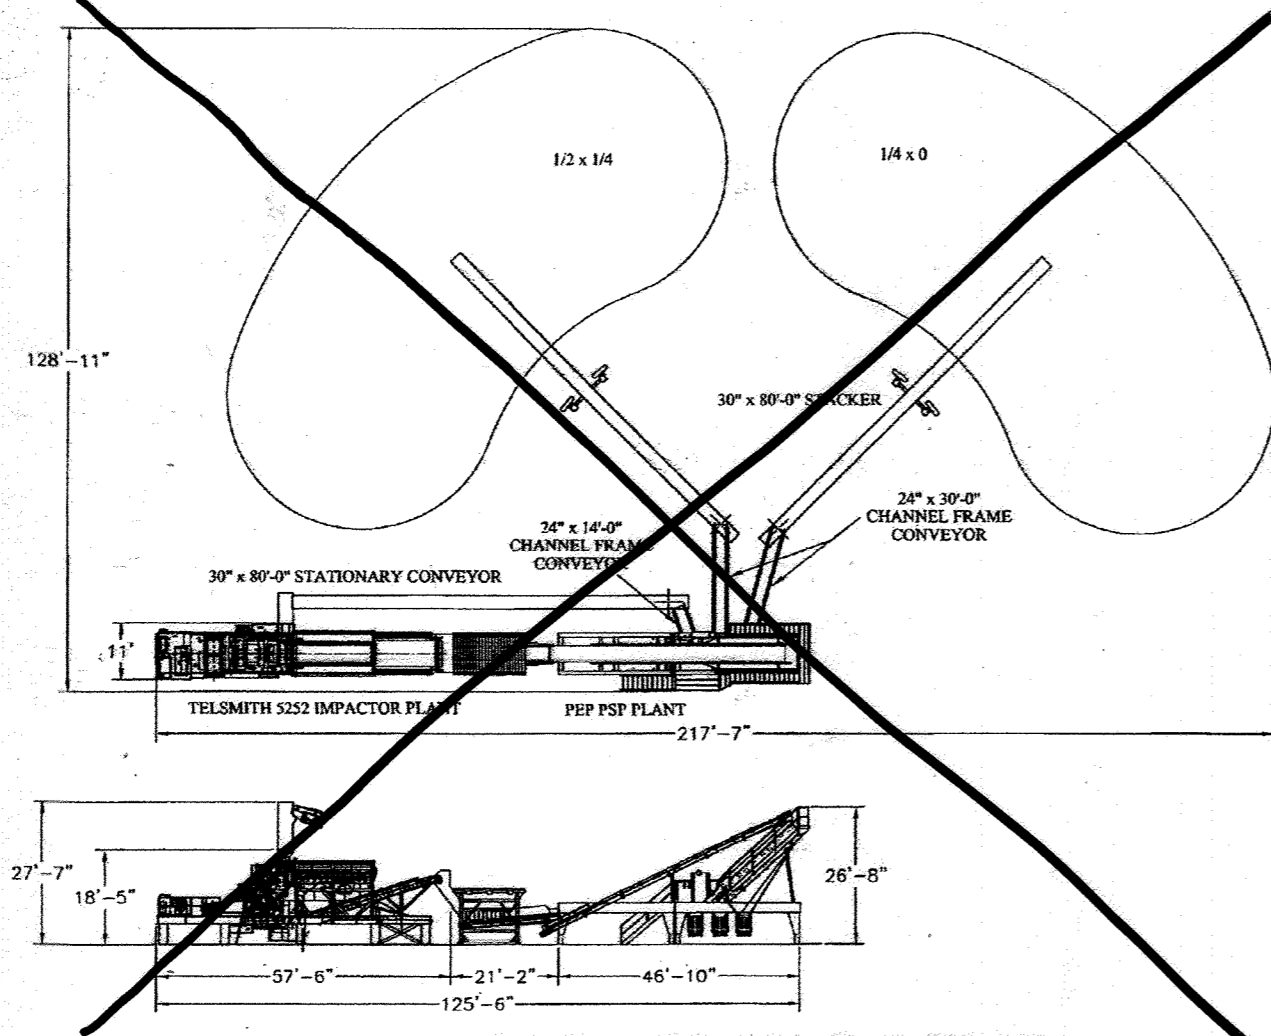 1/2 x 1/4
1/4 x 0
128'-11"
30" x 80'-0" STACKER
24" x 30'-0"
CHANNEL FRAME
CONVEYOR
24" x 14'-0"
CHANNEL FRAME
CONVEYOR
30" x 80'-0" STATIONARY CONVEYOR
11'
TELSMITH 5252 IMPACTOR PLANT
PEP PSP PLANT
217'-7"
27'-7"
18'-5"
26'-8"
57'-6"
21'-2"
46'-10"
125'-6"